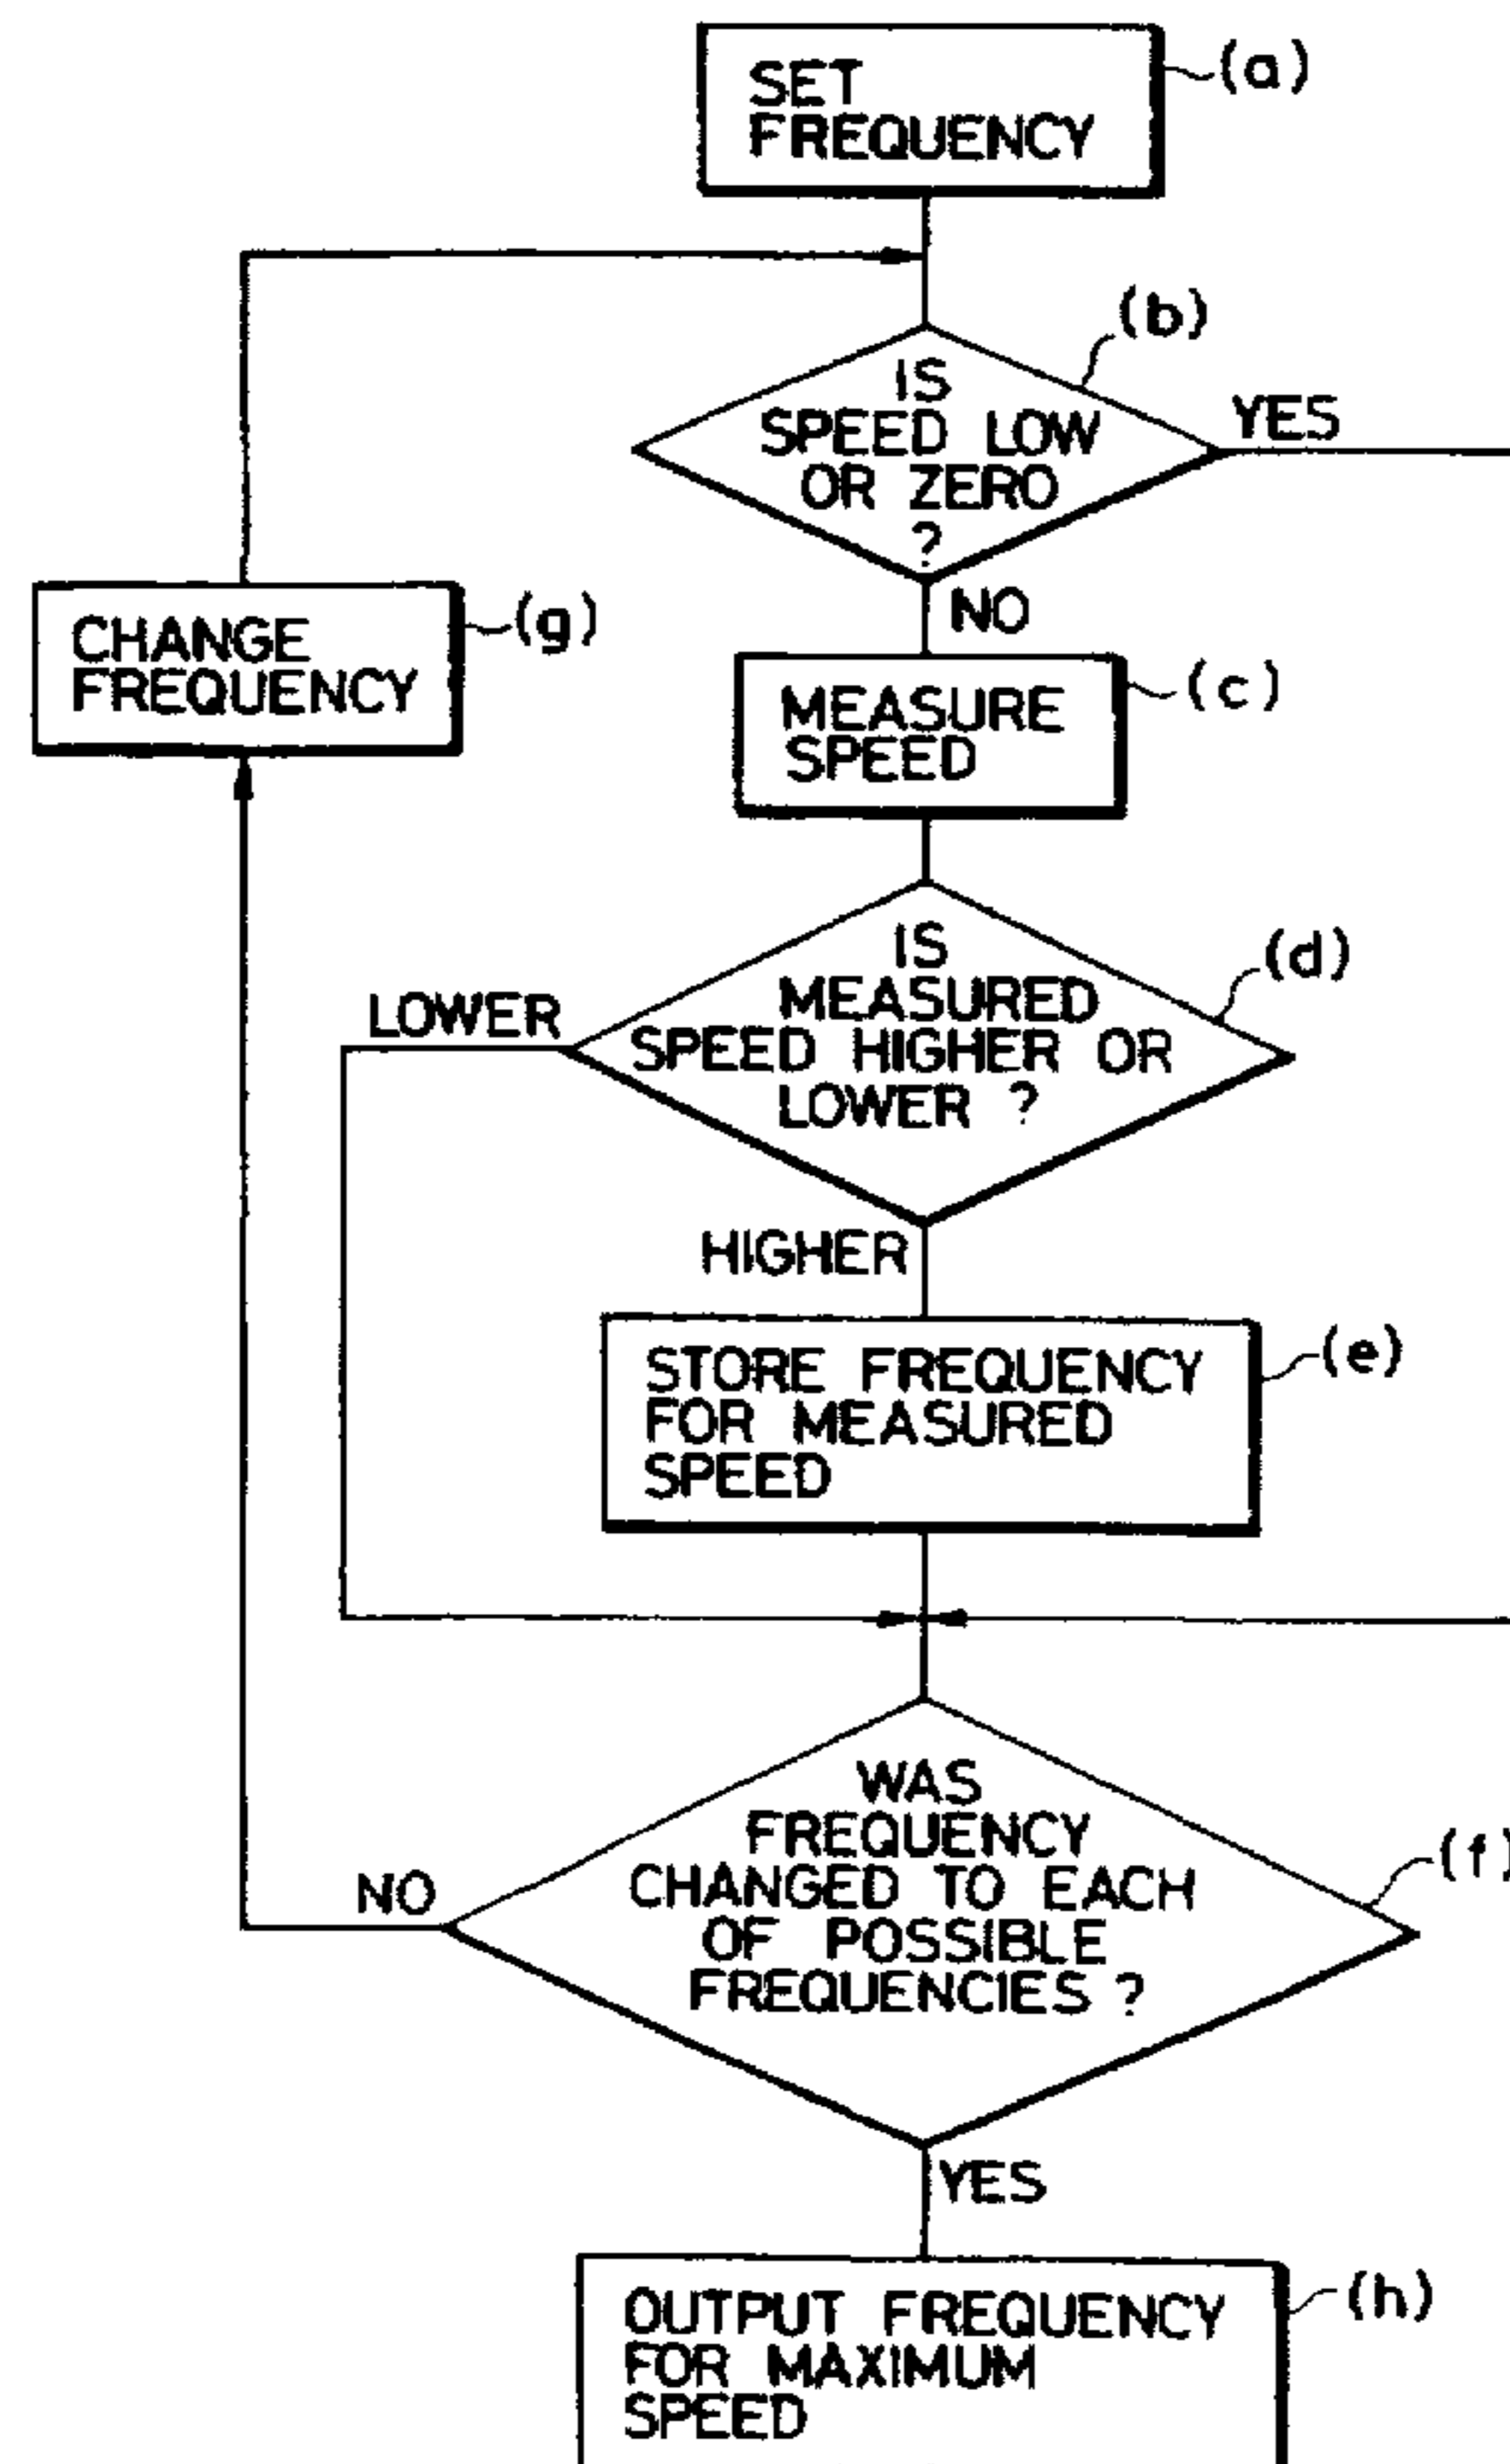 SET
FREQUENCY
(a)
IS
SPEED LOW
OR ZERO
?
(b)
YES
NO
CHANGE
FREQUENCY
(g)
MEASURE
SPEED
(c)
IS
MEASURED
SPEED HIGHER OR
LOWER ?
(d)
LOWER
HIGHER
STORE FREQUENCY
FOR MEASURED
SPEED
(e)
WAS
FREQUENCY
CHANGED TO EACH
OF POSSIBLE
FREQUENCIES ?
(f)
NO
YES
OUTPUT FREQUENCY
FOR MAXIMUM
SPEED
(h)